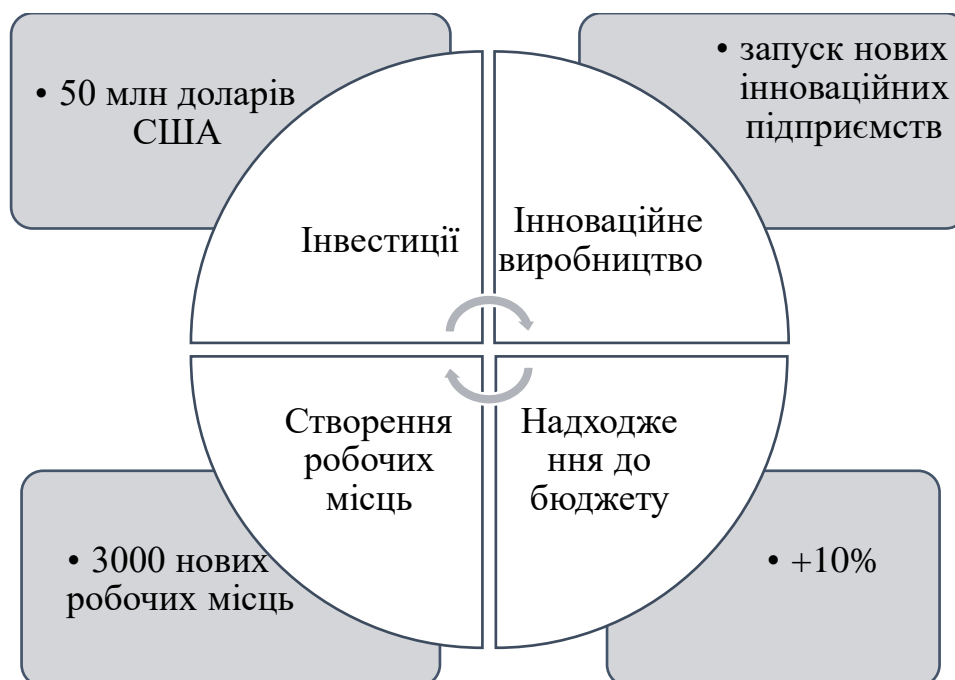 • 50 млн доларів
США
• запуск нових
інноваційних
підприємств
Інвестиції
Інноваційне
виробництво
Створення
робочих
місць
Надходже
ння до
бюджету
• 3000 нових
робочих місць
• +10%